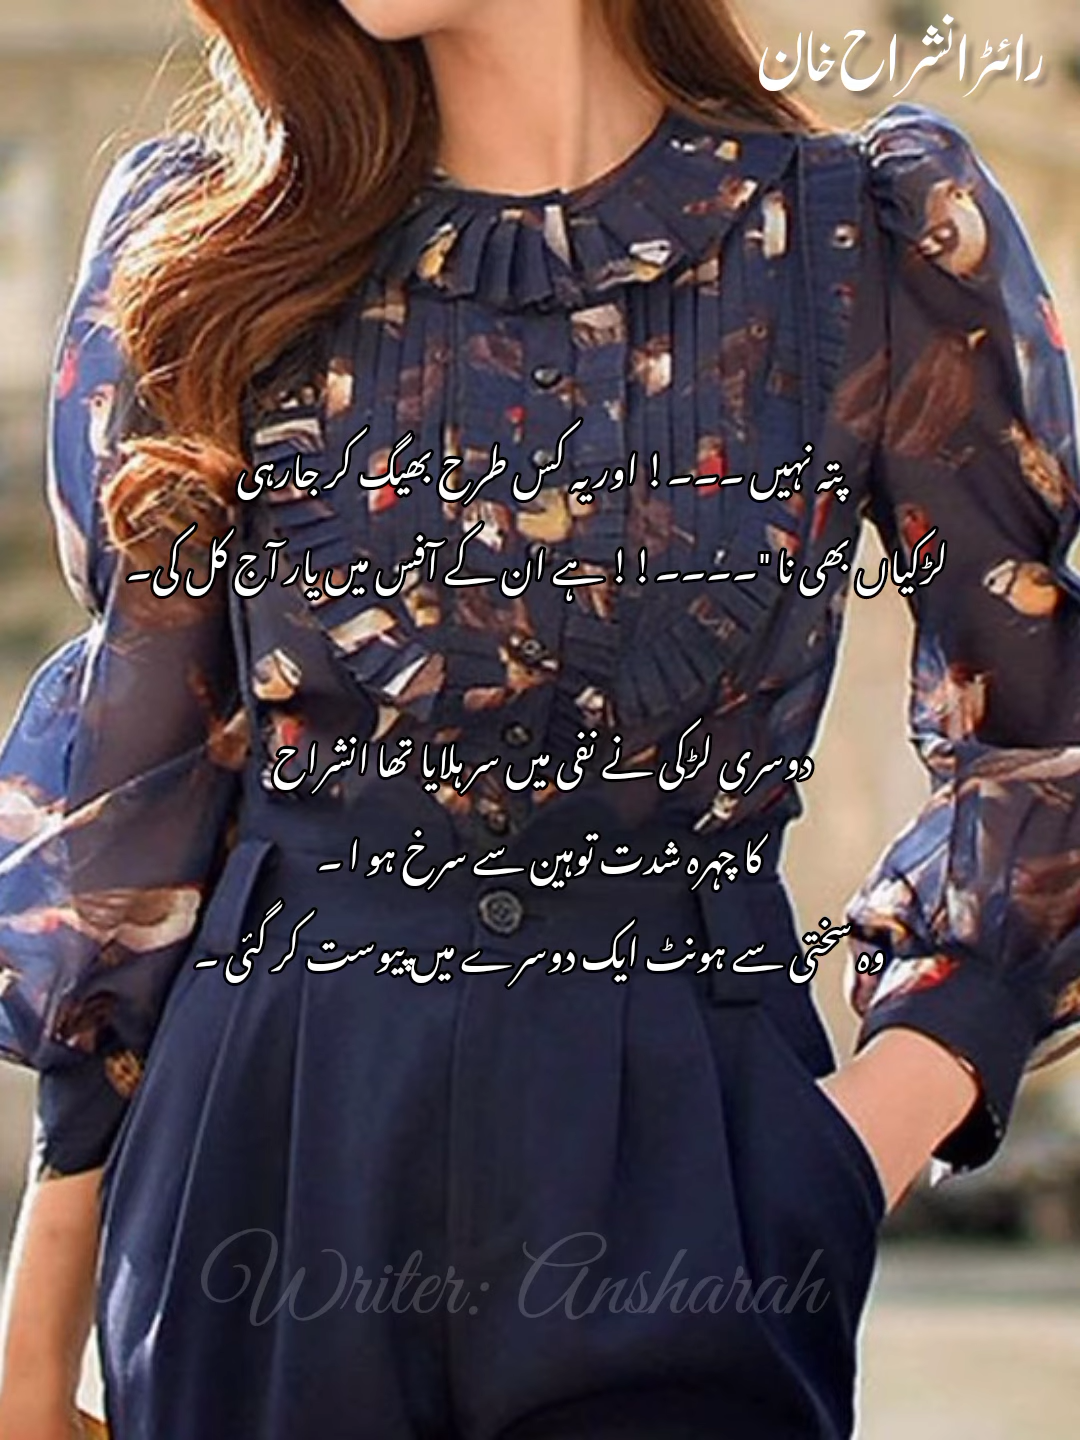 رائٹر انشراح خان
پتہ نہیں ۔۔۔۔! اور یہ کس طرح بھیگ کر جا رہی
لڑکیاں بھی نا "۔۔۔۔!! ہے ان کے آفس میں یار آج کل کی۔
دوسری لڑکی نے نفی میں سر ہلایا تھا انشراح
کا چہرہ شدت توہین سے سرخ ہوا ۔
وہ سختی سے ہونٹ ایک دوسرے میں پیوست کر گئی ۔
Writer: Ansharah